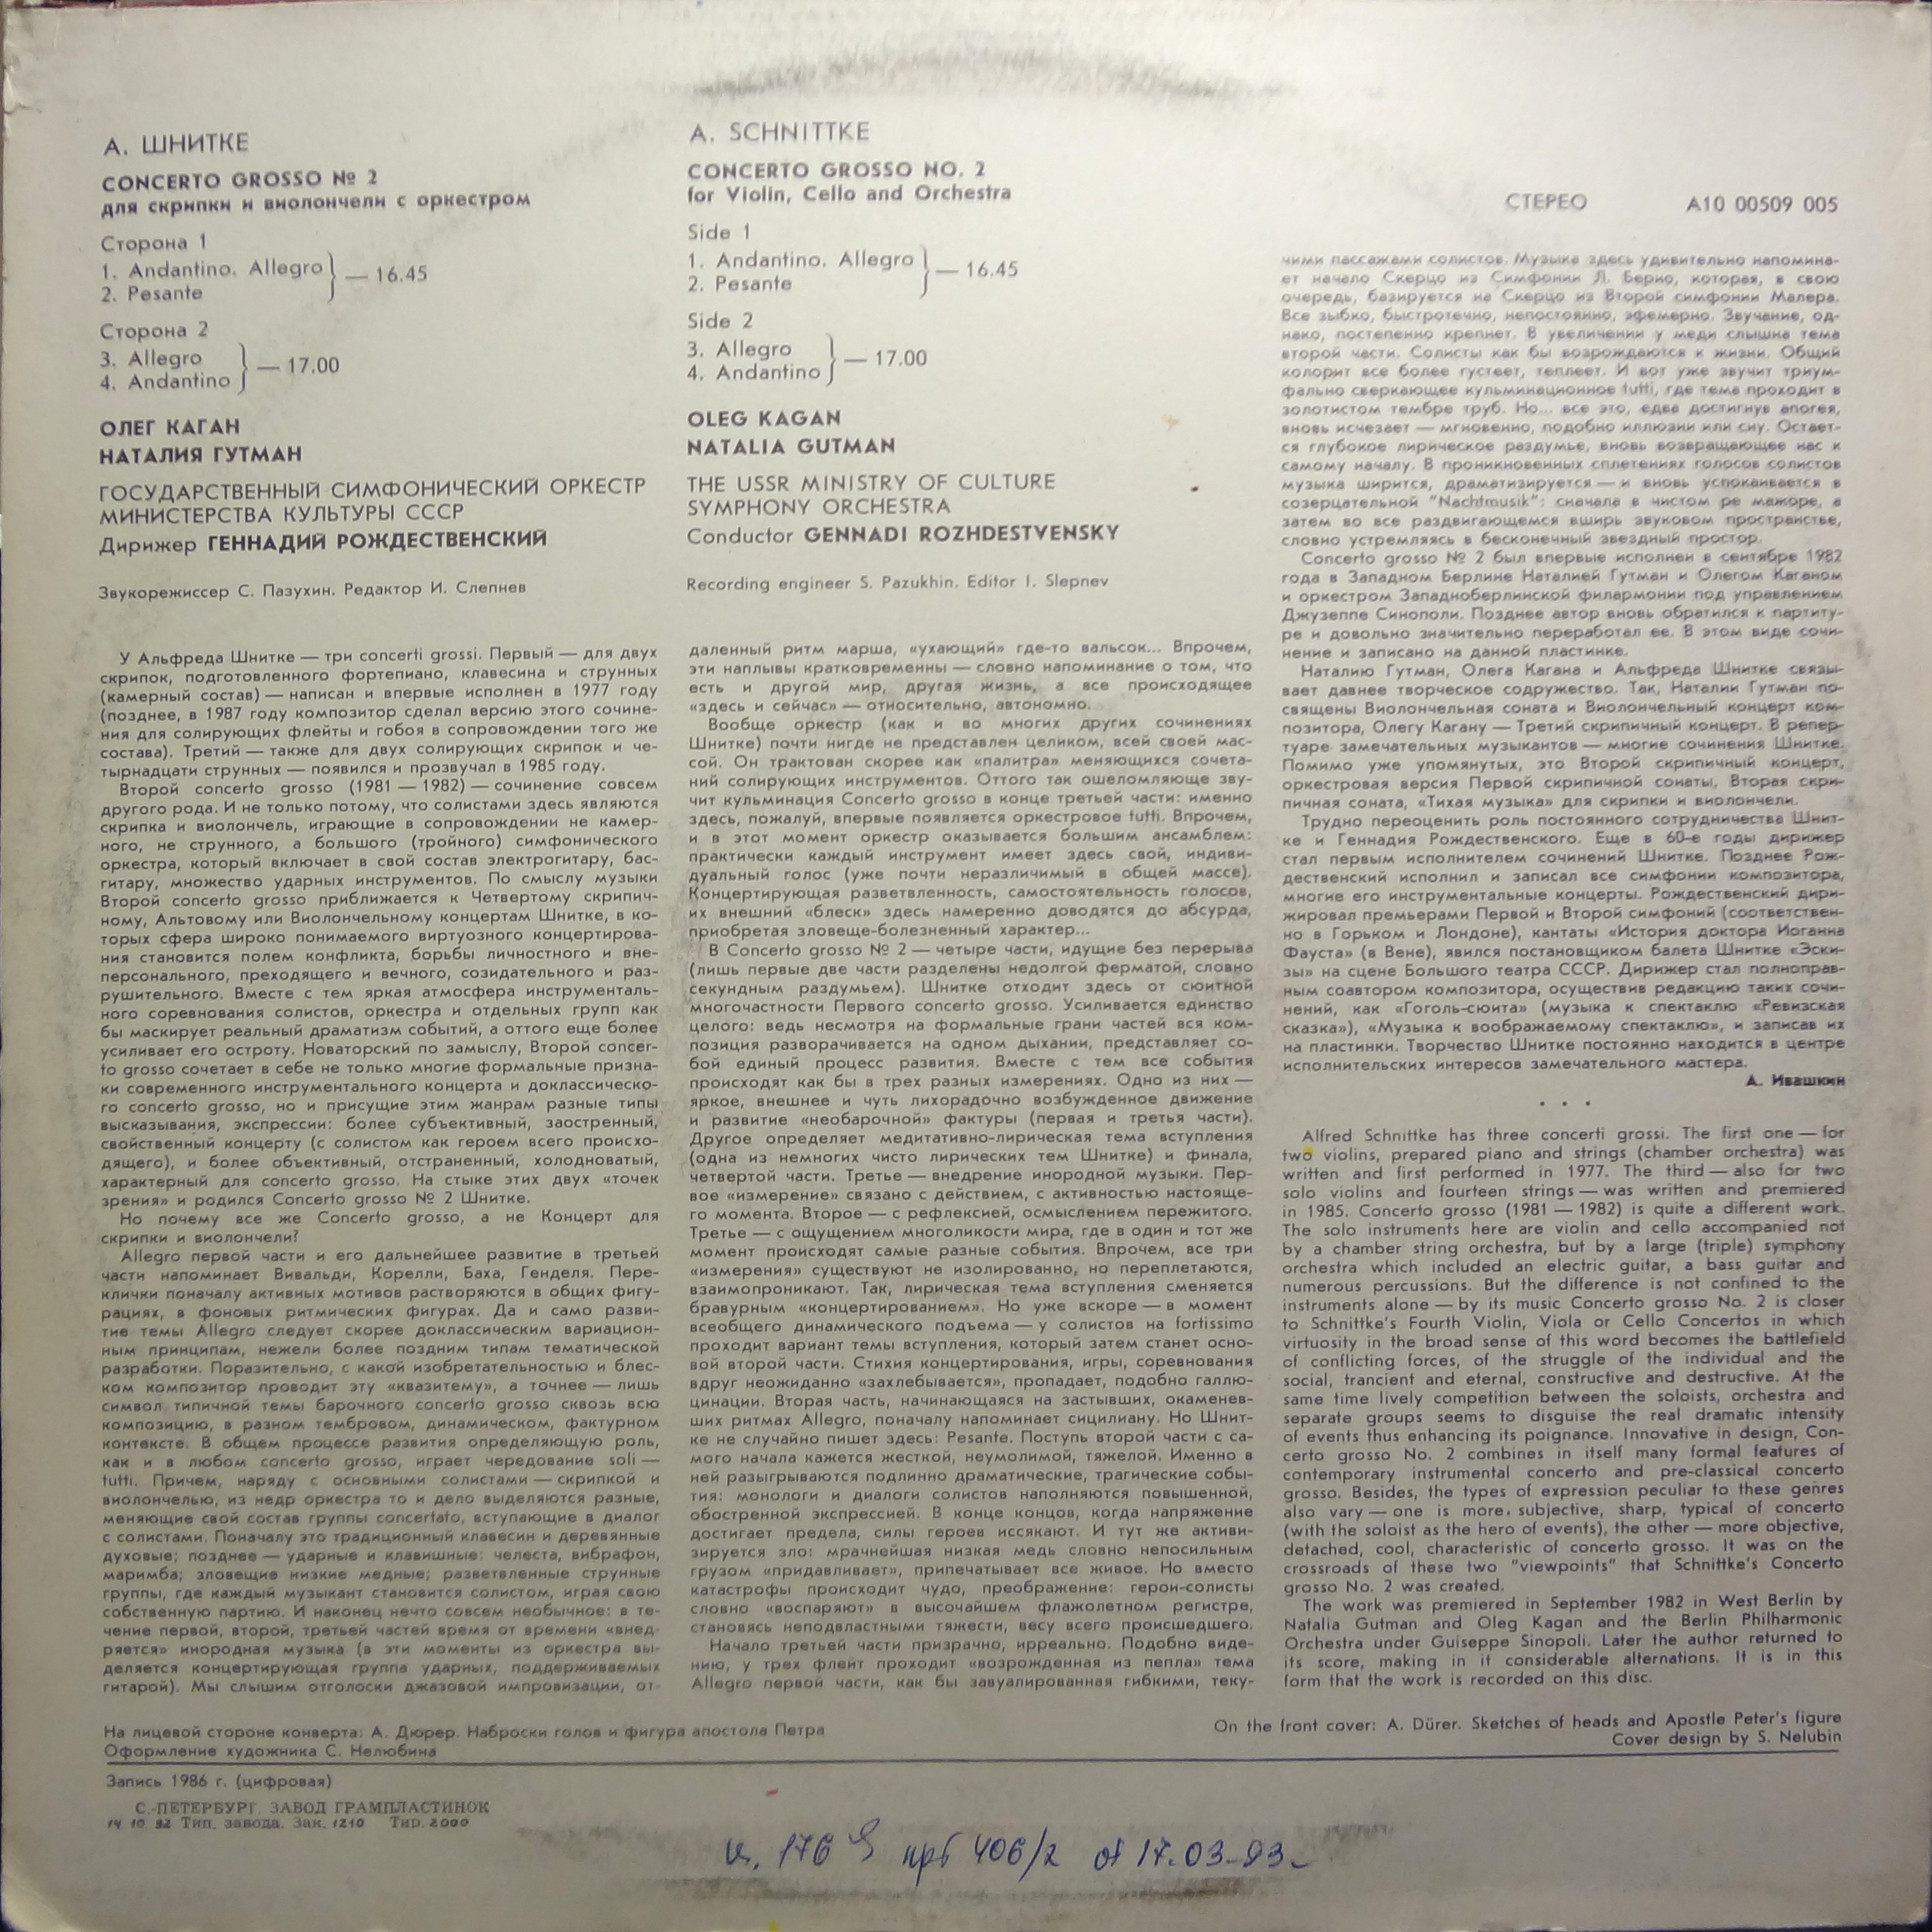 А. ШНИТКЕ
CONCERTO GROSSO № 2
для скрипки и виолончели с оркестром
Сторона 1
1. Andantino. Allegro
2. Pesante
— 16.45
Сторона 2
3. Allegro
4. Andantino
— 17.00
ОЛЕГ КАГАН
НАТАЛИЯ ГУТМАН
ГОСУДАРСТВЕННЫЙ СИМФОНИЧЕСКИЙ ОРКЕСТР
МИНИСТЕРСТВА КУЛЬТУРЫ СССР
Дирижер ГЕННАДИЙ РОЖДЕСТВЕНСКИЙ
Звукорежиссер С. Пазухин. Редактор И. Слепнев
A. SCHNITTKE
CONCERTO GROSSO NO. 2
for Violin, Cello and Orchestra
Side 1
1. Andantino. Allegro
2. Pesante
— 16.45
Side 2
3. Allegro
4. Andantino
— 17.00
OLEG KAGAN
NATALIA GUTMAN
THE USSR MINISTRY OF CULTURE
SYMPHONY ORCHESTRA
Conductor GENNADI ROZHDESTVENSKY
Recording engineer S. Pazukhin. Editor I. Slepnev
СТЕРЕО A10 00509 005
У Альфреда Шнитке — три concerti grossi. Первый — для двух
скрипок, подготовленного фортепиано, клавесина и струнных
(камерный состав) — написан и впервые исполнен в 1977 году
(позднее, в 1987 году композитор сделал версию этого сочине-
ния для солирующих флейты и гобоя в сопровождении того же
состава). Третий — также для двух солирующих скрипок и че-
тырнадцати струнных — появился и прозвучал в 1985 году.
Второй concerto grosso (1981 — 1982) — сочинение совсем
другого рода. И не только потому, что солистами здесь являются
скрипка и виолончель, играющие в сопровождении не камер-
ного, не струнного, а большого (тройного) симфонического
оркестра, который включает в свой состав электрогитару, бас-
гитару, множество ударных инструментов. По смыслу музыки
Второй concerto grosso приближается к Четвертому скрипич-
ному, Альтовому или Виолончельному концертам Шнитке, в ко-
торых сфера широко понимаемого виртуозного концертирова-
ния становится полем конфликта, борьбы личностного и вне-
персонального, преходящего и вечного, созидательного и раз-
рушительного. Вместе с тем яркая атмосфера инструменталь-
ного соревнования солистов, оркестра и отдельных групп как
бы маскирует реальный драматизм событий, а оттого еще более
усиливает его остроту. Новаторский по замыслу, Второй concer-
to grosso сочетает в себе не только многие формальные призна-
ки современного инструментального концерта и доклассическо-
го concerto grosso, но и присущие этим жанрам разные типы
высказывания, экспрессии: более субъективный, заостренный,
свойственный концерту (с солистом как героем всего происхо-
дящего), и более объективный, отстраненный, холодноватый,
характерный для concerto grosso. На стыке этих двух «точек
зрения» и родился Concerto grosso № 2 Шнитке.
Но почему все же Concerto grosso, а не Концерт для
скрипки и виолончели?
Allegro первой части и его дальнейшее развитие в третьей
части напоминает Вивальди, Корелли, Баха, Генделя. Пере-
клички поначалу активных мотивов растворяются в общих фигу-
рациях, в фоновых ритмических фигурах. Да и само разви-
тие темы Allegro следует скорее доклассическим вариацион-
ным принципам, нежели более поздним типам тематической
разработки. Поразительно, с какой изобретательностью и блес-
ком композитор проводит эту «квазитему», а точнее — лишь
символ типичной темы барочного concerto grosso сквозь всю
композицию, в разном тембровом, динамическом, фактурном
контексте. В общем процессе развития определяющую роль,
как и в любом concerto grosso, играет чередование soli —
tutti. Причем, наряду с основными солистами — скрипкой и
виолончелью, из недр оркестра то и дело выделяются разные,
меняющие свой состав группы concertato, вступающие в диалог
с солистами. Поначалу это традиционный клавесин и деревянные
духовые; позднее — ударные и клавишные: челеста, вибрафон,
маримба; зловещие низкие медные; разветвленные струнные
группы, где каждый музыкант становится солистом, играя свою
собственную партию. И наконец нечто совсем необычное: в те-
чение первой, второй, третьей частей время от времени «внед-
ряется» инородная музыка (в эти моменты из оркестра вы-
деляется концертирующая группа ударных, поддерживаемых
гитарой). Мы слышим отголоски джазовой импровизации, от-
даленный ритм марша, «ухающий» где-то вальсок... Впрочем,
эти наплывы кратковременны — словно напоминание о том, что
есть и другой мир, другая жизнь, а все происходящее
«здесь и сейчас» — относительно, автономно.
Вообще оркестр (как и во многих других сочинениях
Шнитке) почти нигде не представлен целиком, всей своей мас-
сой. Он трактован скорее как «палитра» меняющихся сочета-
ний солирующих инструментов. Оттого так ошеломляюще зву-
чит кульминация Concerto grosso в конце третьей части: именно
здесь, пожалуй, впервые появляется оркестровое tutti. Впрочем,
и в этот момент оркестр оказывается большим ансамблем:
практически каждый инструмент имеет здесь свой, индиви-
дуальный голос (уже почти неразличимый в общей массе).
Концертирующая разветвленность, самостоятельность голосов,
их внешний «блеск» здесь намеренно доводятся до абсурда,
приобретая зловеще-болезненный характер...
В Concerto grosso № 2 — четыре части, идущие без перерыва
(лишь первые две части разделены недолгой ферматой, словно
секундным раздумьем). Шнитке отходит здесь от сюитной
многочастности Первого concerto grosso. Усиливается единство
целого: ведь несмотря на формальные грани частей вся ком-
позиция разворачивается на одном дыхании, представляет со-
бой единый процесс развития. Вместе с тем все события
происходят как бы в трех разных измерениях. Одно из них —
яркое, внешнее и чуть лихорадочно возбужденное движение
и развитие «необарочной» фактуры (первая и третья части).
Другое определяет медитативно-лирическая тема вступления
(одна из немногих чисто лирических тем Шнитке) и финала,
четвертой части. Третье — внедрение инородной музыки. Пер-
вое «измерение» связано с действием, с активностью настояще-
го момента. Второе — с рефлексией, осмыслением пережитого.
Третье — с ощущением многоликости мира, где в один и тот же
момент происходят самые разные события. Впрочем, все три
«измерения» существуют не изолированно, но переплетаются,
взаимопроникают. Так, лирическая тема вступления сменяется
бравурным «концертированием». Но уже вскоре — в момент
всеобщего динамического подъема — у солистов на fortissimo
проходит вариант темы вступления, который затем станет осно-
вой второй части. Стихия концертирования, игры, соревнования
вдруг неожиданно «захлебывается», пропадает, подобно галлю-
цинации. Вторая часть, начинающаяся на застывших, окаменев-
ших ритмах Allegro, поначалу напоминает сицилиану. Но Шнит-
ке не случайно пишет здесь: Pesante. Поступь второй части с са-
мого начала кажется жесткой, неумолимой, тяжелой. Именно в
ней разыгрываются подлинно драматические, трагические собы-
тия: монологи и диалоги солистов наполняются повышенной,
обостренной экспрессией. В конце концов, когда напряжение
достигает предела, силы героев иссякают. И тут же активи-
зируется зло: мрачнейшая низкая медь словно непосильным
грузом «придавливает», припечатывает все живое. Но вместо
катастрофы происходит чудо, преображение: герои-солисты
словно «воспаряют» в высочайшем флажолетном регистре,
становясь неподвластными тяжести, весу всего происшедшего.
Начало третьей части призрачно, ирреально. Подобно виде-
нию, у трех флейт проходит «возрожденная из пепла» тема
Allegro первой части, как бы завуалированная гибкими, теку-
чими пассажами солистов. Музыка здесь удивительно напомина-
ет начало Скерцо из Симфонии Л. Берио, которая, в свою
очередь, базируется на Скерцо из Второй симфонии Малера.
Все зыбко, быстротечно, непостоянно, эфемерно. Звучание, од-
нако, постепенно крепнет. В увеличении у меди слышна тема
второй части. Солисты как бы возрождаются к жизни. Общий
колорит все более густеет, теплеет. И вот уже звучит триум-
фально сверкающее кульминационное tutti, где тема проходит в
золотистом тембре труб. Но... все это, едва достигнув апогея,
вновь исчезает — мгновенно, подобно иллюзии или сну. Остает-
ся глубокое лирическое раздумье, вновь возвращающее нас к
самому началу. В проникновенных сплетениях голосов солистов
музыка ширится, драматизируется — и вновь успокаивается в
созерцательной "Nachtmusik": сначала в чистом ре мажоре, а
затем во все раздвигающемся вширь звуковом пространстве,
словно устремляясь в бесконечный звездный простор.
Concerto grosso № 2 был впервые исполнен в сентябре 1982
года в Западном Берлине Наталией Гутман и Олегом Каганом
и оркестром Западноберлинской филармонии под управлением
Джузеппе Синополи. Позднее автор вновь обратился к партиту-
ре и довольно значительно переработал ее. В этом виде сочи-
нение и записано на данной пластинке.
Наталию Гутман, Олега Кагана и Альфреда Шнитке связы-
вает давнее творческое содружество. Так, Наталии Гутман по-
священы Виолончельная соната и Виолончельный концерт ком-
позитора, Олегу Кагану — Третий скрипичный концерт. В репер-
туаре замечательных музыкантов — многие сочинения Шнитке.
Помимо уже упомянутых, это Второй скрипичный концерт,
оркестровая версия Первой скрипичной сонаты, Вторая скри-
пичная соната, «Тихая музыка» для скрипки и виолончели.
Трудно переоценить роль постоянного сотрудничества Шнит-
ке и Геннадия Рождественского. Еще в 60-е годы дирижер
стал первым исполнителем сочинений Шнитке. Позднее Рож-
дественский исполнил и записал все симфонии композитора,
многие его инструментальные концерты. Рождественский дири-
жировал премьерами Первой и Второй симфоний (соответствен-
но в Горьком и Лондоне), кантаты «История доктора Иоганна
Фауста» (в Вене), явился постановщиком балета Шнитке «Эски-
зы» на сцене Большого театра СССР. Дирижер стал полноправ-
ным соавтором композитора, осуществив редакцию таких сочи-
нений, как «Гоголь-сюита» (музыка к спектаклю «Ревизская
сказка»), «Музыка к воображаемому спектаклю», и записав их
на пластинки. Творчество Шнитке постоянно находится в центре
исполнительских интересов замечательного мастера.
А. Ивашкин
• • •
Alfred Schnittke has three concerti grossi. The first one — for
two violins, prepared piano and strings (chamber orchestra) was
written and first performed in 1977. The third — also for two
solo violins and fourteen strings — was written and premiered
in 1985. Concerto grosso (1981 — 1982) is quite a different work.
The solo instruments here are violin and cello accompanied not
by a chamber string orchestra, but by a large (triple) symphony
orchestra which included an electric guitar, a bass guitar and
numerous percussions. But the difference is not confined to the
instruments alone — by its music Concerto grosso No. 2 is closer
to Schnittke's Fourth Violin, Viola or Cello Concertos in which
virtuosity in the broad sense of this word becomes the battlefield
of conflicting forces, of the struggle of the individual and the
social, trancient and eternal, constructive and destructive. At the
same time lively competition between the soloists, orchestra and
separate groups seems to disguise the real dramatic intensity
of events thus enhancing its poignance. Innovative in design, Con-
certo grosso No. 2 combines in itself many formal features of
contemporary instrumental concerto and pre-classical concerto
grosso. Besides, the types of expression peculiar to these genres
also vary — one is more subjective, sharp, typical of concerto
(with the soloist as the hero of events), the other — more objective,
detached, cool, characteristic of concerto grosso. It was on the
crossroads of these two "viewpoints" that Schnittke's Concerto
grosso No. 2 was created.
The work was premiered in September 1982 in West Berlin by
Natalia Gutman and Oleg Kagan and the Berlin Philharmonic
Orchestra under Guiseppe Sinopoli. Later the author returned to
its score, making in it considerable alternations. It is in this
form that the work is recorded on this disc.
На лицевой стороне конверта: А. Дюрер. Наброски голов и фигура апостола Петра
Оформление художника С. Нелюбина
On the front cover: A. Dürer. Sketches of heads and Apostle Peter's figure
Cover design by S. Nelubin
Запись 1986 г. (цифровая)
С.-ПЕТЕРБУРГ. ЗАВОД ГРАМПЛАСТИНОК
14 10 92 Тип. завода. Зак. 1210 Тир. 2000
ц. 176 прб 406/2 от 17.03-93